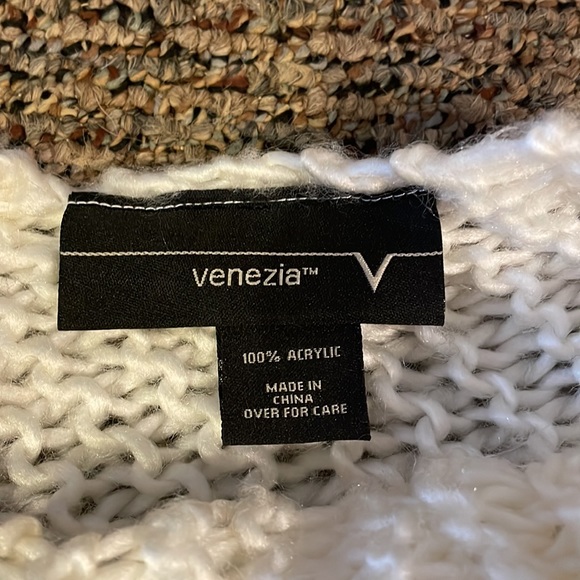 venezia™
100% ACRYLIC
MADE IN
CHINA
OVER FOR CARE